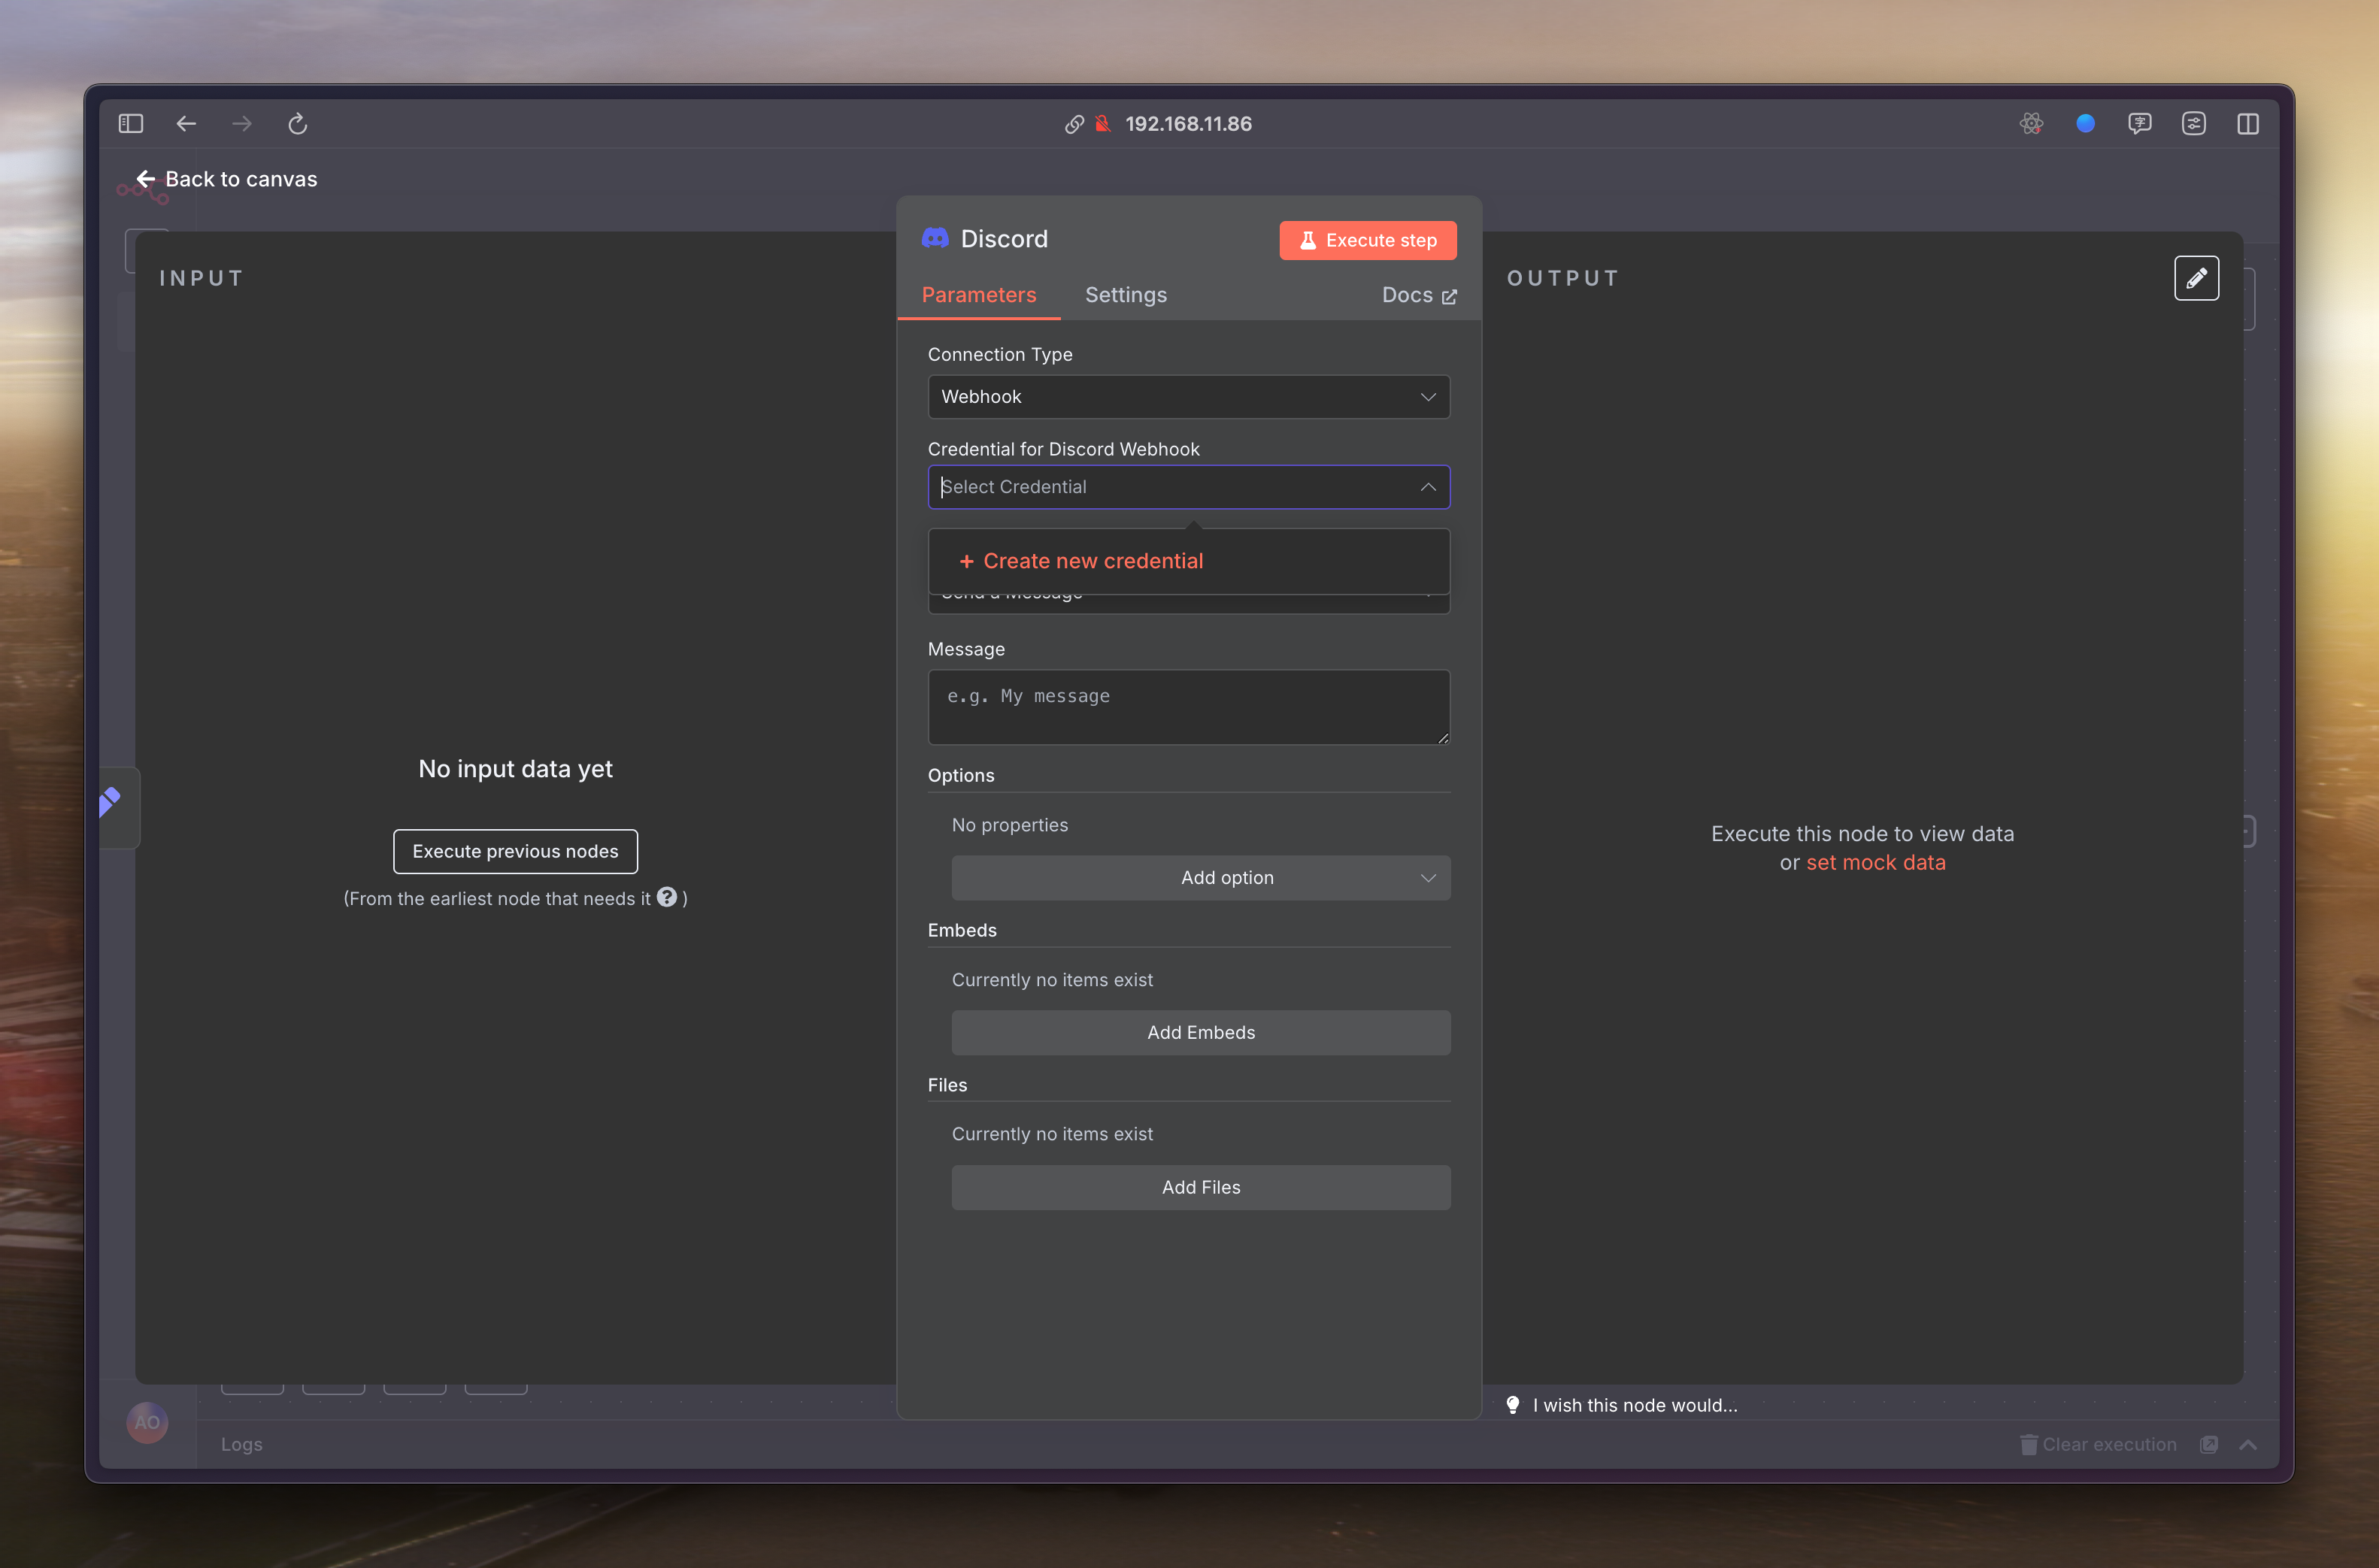 192.168.11.86
Back to canvas
INPUT
No input data yet
Execute previous nodes
(From the earliest node that needs it ? )
Discord
Execute step
Parameters
Settings
Docs
Connection Type
Webhook
Credential for Discord Webhook
Select Credential
+ Create new credential
Send a Message
Message
e.g. My message
Options
No properties
Add option
Embeds
Currently no items exist
Add Embeds
Files
Currently no items exist
Add Files
OUTPUT
Execute this node to view data
or set mock data
I wish this node would...
AO
Logs
Clear execution